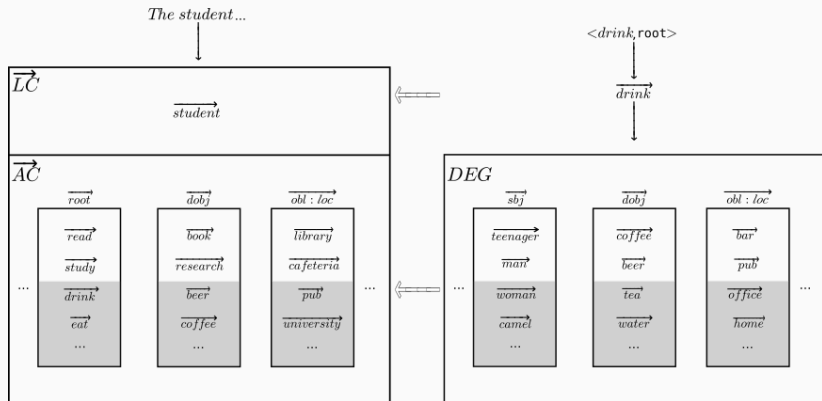 The student...
<drink,root>
LC
student
drink
AC
root dobj obl : loc
read book library
study research cafeteria
... drink beer pub ...
eat coffee university
... ... ...
DEG
sbj dobj obl : loc
teenager coffee bar
man beer pub
... woman tea office ...
camel water home
... ... ...